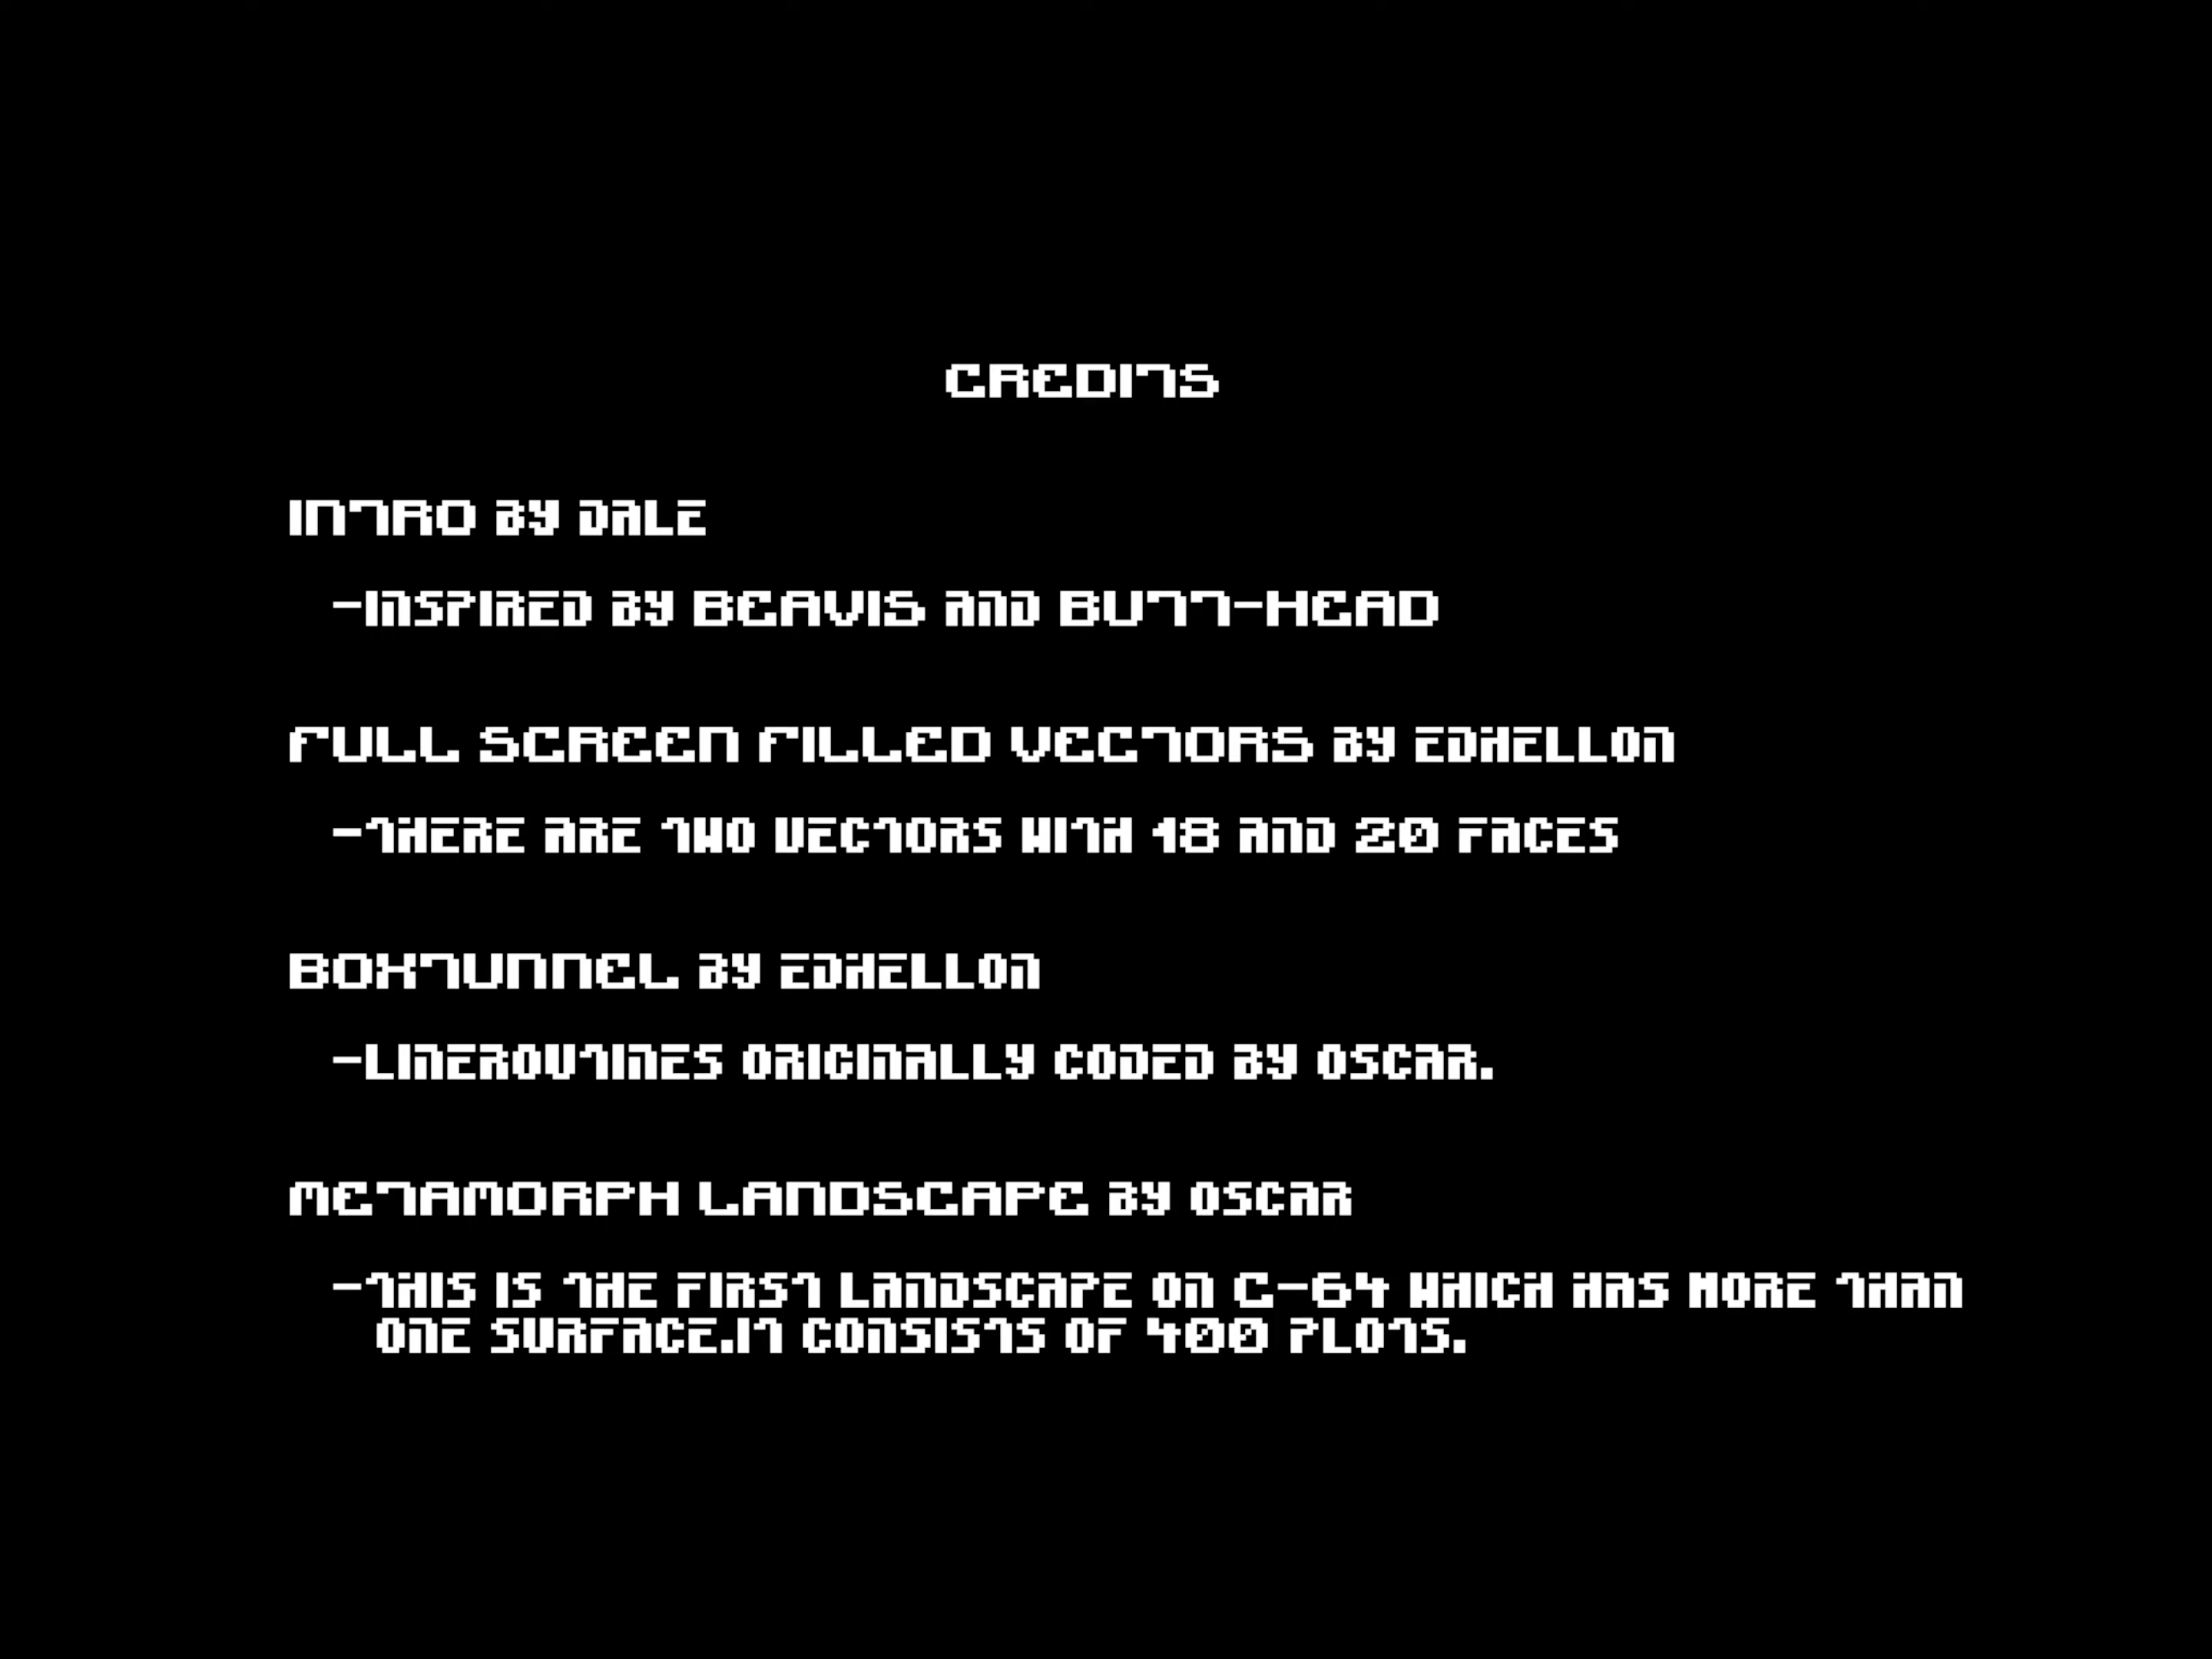 CREDITS
INTRO BY DALE
-INSPIRED BY BEAVIS AND BUTT-HEAD
FULL SCREEN FILLED VECTORS BY EDHELLON
-THERE ARE TWO VECTORS WITH 18 AND 20 FACES
BOXTUNNEL BY EDHELLON
-LINEROUTINES ORIGINALLY CODED BY OSCAR.
METAMORPH LANDSCAPE BY OSCAR
-THIS IS THE FIRST LANDSCAPE ON C-64 WHICH HAS MORE THAN
ONE SURFACE.IT CONSISTS OF 400 PLOTS.